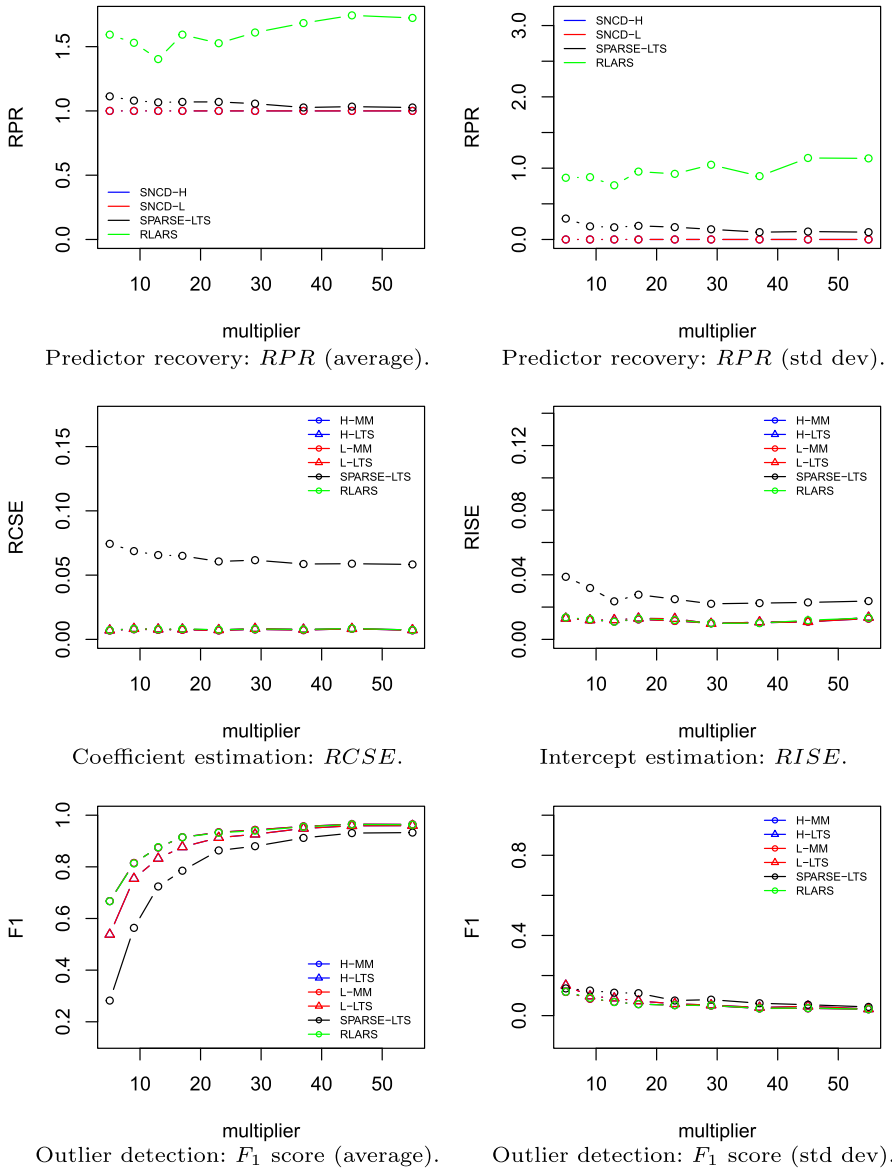 RPR
0.0 0.5 1.0 1.5
SNCD-H
SNCD-L
SPARSE-LTS
RLARS
10 20 30 40 50
multiplier
Predictor recovery: RPR (average).
RPR
0.0 1.0 2.0 3.0
SNCD-H
SNCD-L
SPARSE-LTS
RLARS
10 20 30 40 50
multiplier
Predictor recovery: RPR (std dev).
RCSE
0.00 0.05 0.10 0.15
H-MM
H-LTS
L-MM
L-LTS
SPARSE-LTS
RLARS
10 20 30 40 50
multiplier
Coefficient estimation: RCSE.
RISE
0.00 0.04 0.08 0.12
H-MM
H-LTS
L-MM
L-LTS
SPARSE-LTS
RLARS
10 20 30 40 50
multiplier
Intercept estimation: RISE.
F1
0.2 0.4 0.6 0.8 1.0
H-MM
H-LTS
L-MM
L-LTS
SPARSE-LTS
RLARS
10 20 30 40 50
multiplier
Outlier detection: F1 score (average).
F1
0.0 0.4 0.8
H-MM
H-LTS
L-MM
L-LTS
SPARSE-LTS
RLARS
10 20 30 40 50
multiplier
Outlier detection: F1 score (std dev).